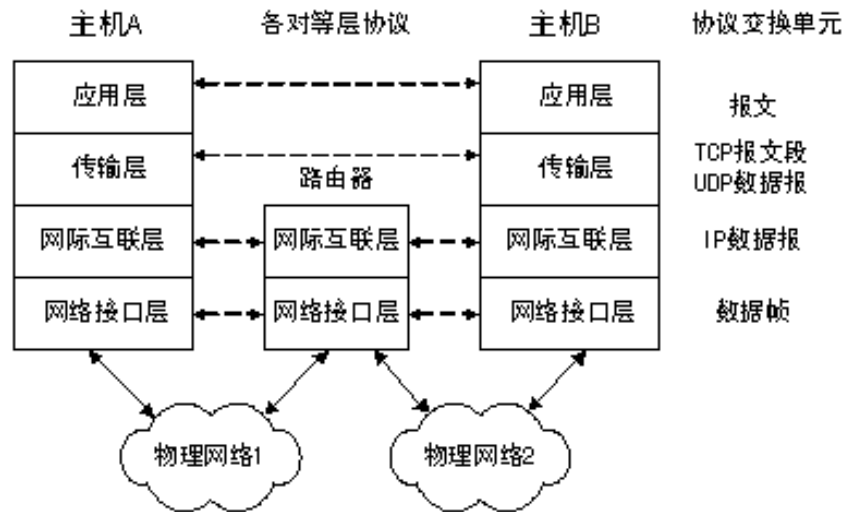 主机A 各对等层协议 主机B 协议交换单元
应用层 应用层 报文
传输层 传输层 TCP报文段
UDP数据报
路由器
网际互联层 网际互联层 网际互联层 IP数据报
网络接口层 网络接口层 网络接口层 数据帧
物理网络1 物理网络2